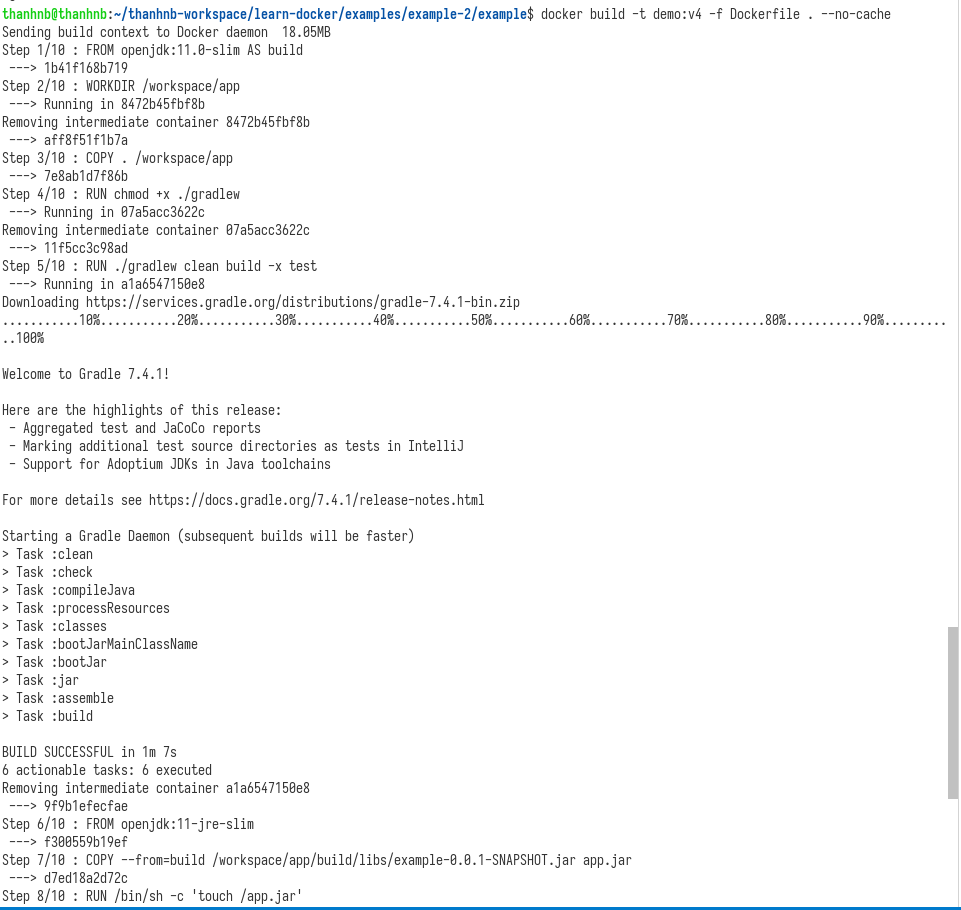 thanhnb@thanhnb:~/thanhnb-workspace/learn-docker/examples/example-2/example$ docker build -t demo:v4 -f Dockerfile . --no-cache
Sending build context to Docker daemon  18.05MB
Step 1/10 : FROM openjdk:11.0-slim AS build
 ---> 1b41f168b719
Step 2/10 : WORKDIR /workspace/app
 ---> Running in 8472b45fbf8b
Removing intermediate container 8472b45fbf8b
 ---> aff8f51f1b7a
Step 3/10 : COPY . /workspace/app
 ---> 7e8ab1d7f86b
Step 4/10 : RUN chmod +x ./gradlew
 ---> Running in 07a5acc3622c
Removing intermediate container 07a5acc3622c
 ---> 11f5cc3c98ad
Step 5/10 : RUN ./gradlew clean build -x test
 ---> Running in a1a6547150e8
Downloading https://services.gradle.org/distributions/gradle-7.4.1-bin.zip
...........10%...........20%...........30%...........40%...........50%...........60%...........70%...........80%...........90%.........
..100%
Welcome to Gradle 7.4.1!
Here are the highlights of this release:
 - Aggregated test and JaCoCo reports
 - Marking additional test source directories as tests in IntelliJ
 - Support for Adoptium JDKs in Java toolchains
For more details see https://docs.gradle.org/7.4.1/release-notes.html
Starting a Gradle Daemon (subsequent builds will be faster)
> Task :clean
> Task :check
> Task :compileJava
> Task :processResources
> Task :classes
> Task :bootJarMainClassName
> Task :bootJar
> Task :jar
> Task :assemble
> Task :build
BUILD SUCCESSFUL in 1m 7s
6 actionable tasks: 6 executed
Removing intermediate container a1a6547150e8
 ---> 9f9b1efecfae
Step 6/10 : FROM openjdk:11-jre-slim
 ---> f300559b19ef
Step 7/10 : COPY --from=build /workspace/app/build/libs/example-0.0.1-SNAPSHOT.jar app.jar
 ---> d7ed18a2d72c
Step 8/10 : RUN /bin/sh -c 'touch /app.jar'